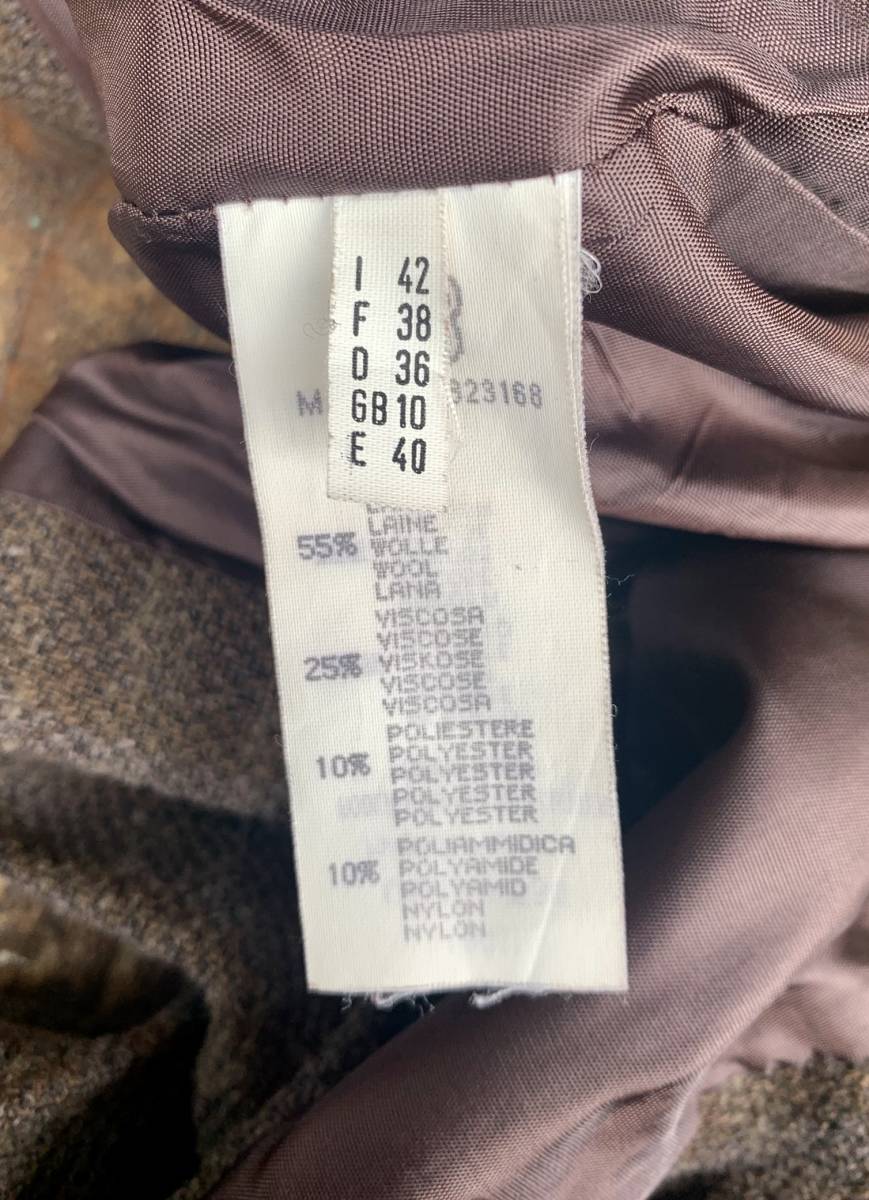 I 42
F 38
D 36
GB 10
E 40
M 823168
LAINE
55% WOLLE
WOOL
LANA
VISCOSA
VISCOSE
25% VISKOSE
VISCOSE
VISCOSA
POLIESTERE
POLYESTER
10% POLYESTER
POLYESTER
POLYESTER
POLIAMMIDICA
10% POLYAMIDE
POLYAMID
NYLON
NYLON